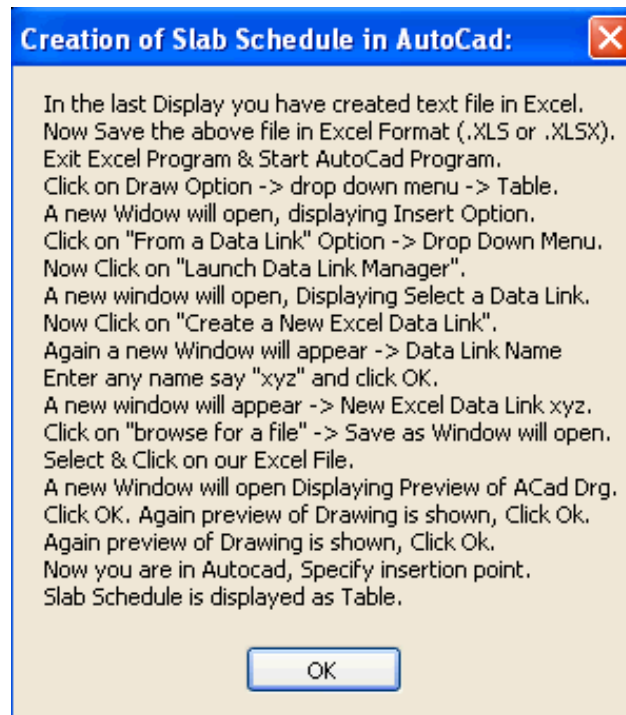 Creation of Slab Schedule in AutoCad:
In the last Display you have created text file in Excel.
Now Save the above file in Excel Format (.XLS or .XLSX).
Exit Excel Program & Start AutoCad Program.
Click on Draw Option -> drop down menu -> Table.
A new Widow will open, displaying Insert Option.
Click on "From a Data Link" Option -> Drop Down Menu.
Now Click on "Launch Data Link Manager".
A new window will open, Displaying Select a Data Link.
Now Click on "Create a New Excel Data Link".
Again a new Window will appear -> Data Link Name
Enter any name say "xyz" and click OK.
A new window will appear -> New Excel Data Link xyz.
Click on "browse for a file" -> Save as Window will open.
Select & Click on our Excel File.
A new Window will open Displaying Preview of ACad Drg.
Click OK. Again preview of Drawing is shown, Click Ok.
Again preview of Drawing is shown, Click Ok.
Now you are in Autocad, Specify insertion point.
Slab Schedule is displayed as Table.
OK